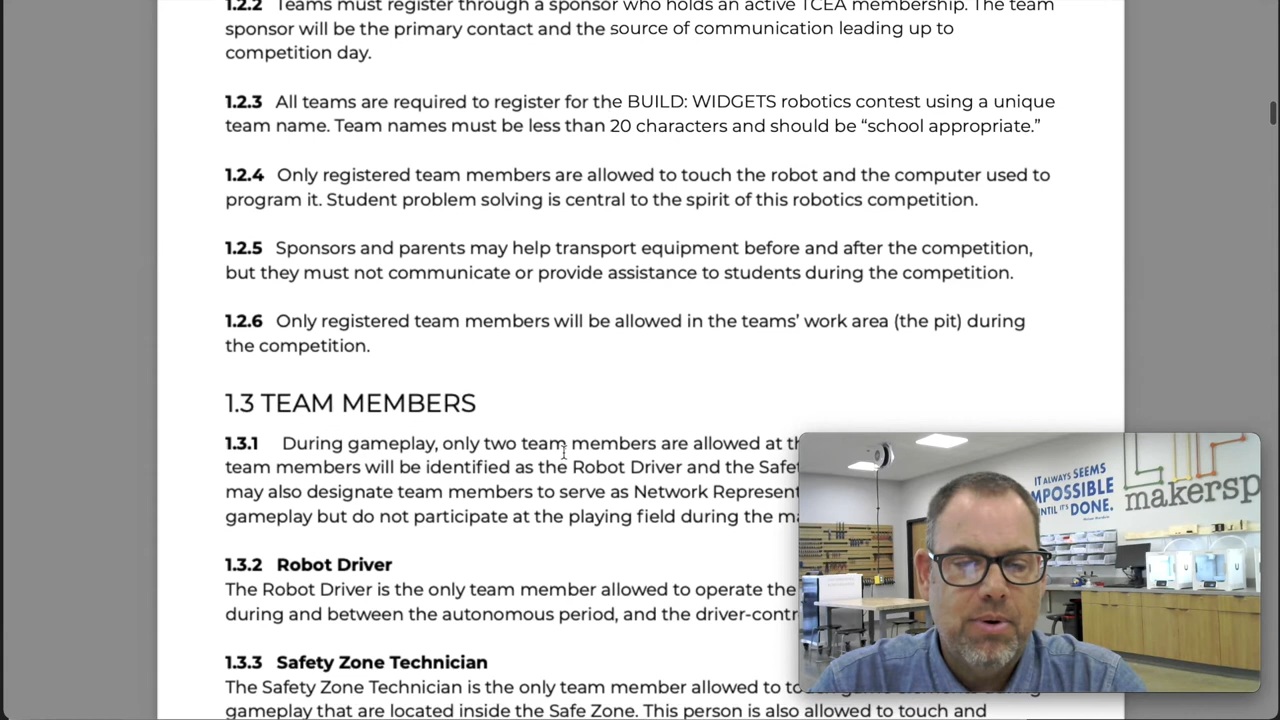 1.2.2 Teams must register through a sponsor who holds an active TCEA membership. The team
sponsor will be the primary contact and the source of communication leading up to
competition day.
1.2.3 All teams are required to register for the BUILD: WIDGETS robotics contest using a unique
team name. Team names must be less than 20 characters and should be “school appropriate.”
1.2.4 Only registered team members are allowed to touch the robot and the computer used to
program it. Student problem solving is central to the spirit of this robotics competition.
1.2.5 Sponsors and parents may help transport equipment before and after the competition,
but they must not communicate or provide assistance to students during the competition.
1.2.6 Only registered team members will be allowed in the teams’ work area (the pit) during
the competition.
1.3 TEAM MEMBERS
1.3.1 During gameplay, only two team members are allowed at th
team members will be identified as the Robot Driver and the Safet
may also designate team members to serve as Network Represent
gameplay but do not participate at the playing field during the ma
1.3.2 Robot Driver
The Robot Driver is the only team member allowed to operate the
during and between the autonomous period, and the driver-contr
1.3.3 Safety Zone Technician
The Safety Zone Technician is the only team member allowed to to
gameplay that are located inside the Safe Zone. This person is also allowed to touch and
IT ALWAYS SEEMS
IMPOSSIBLE
UNTIL IT'S DONE.
makersp